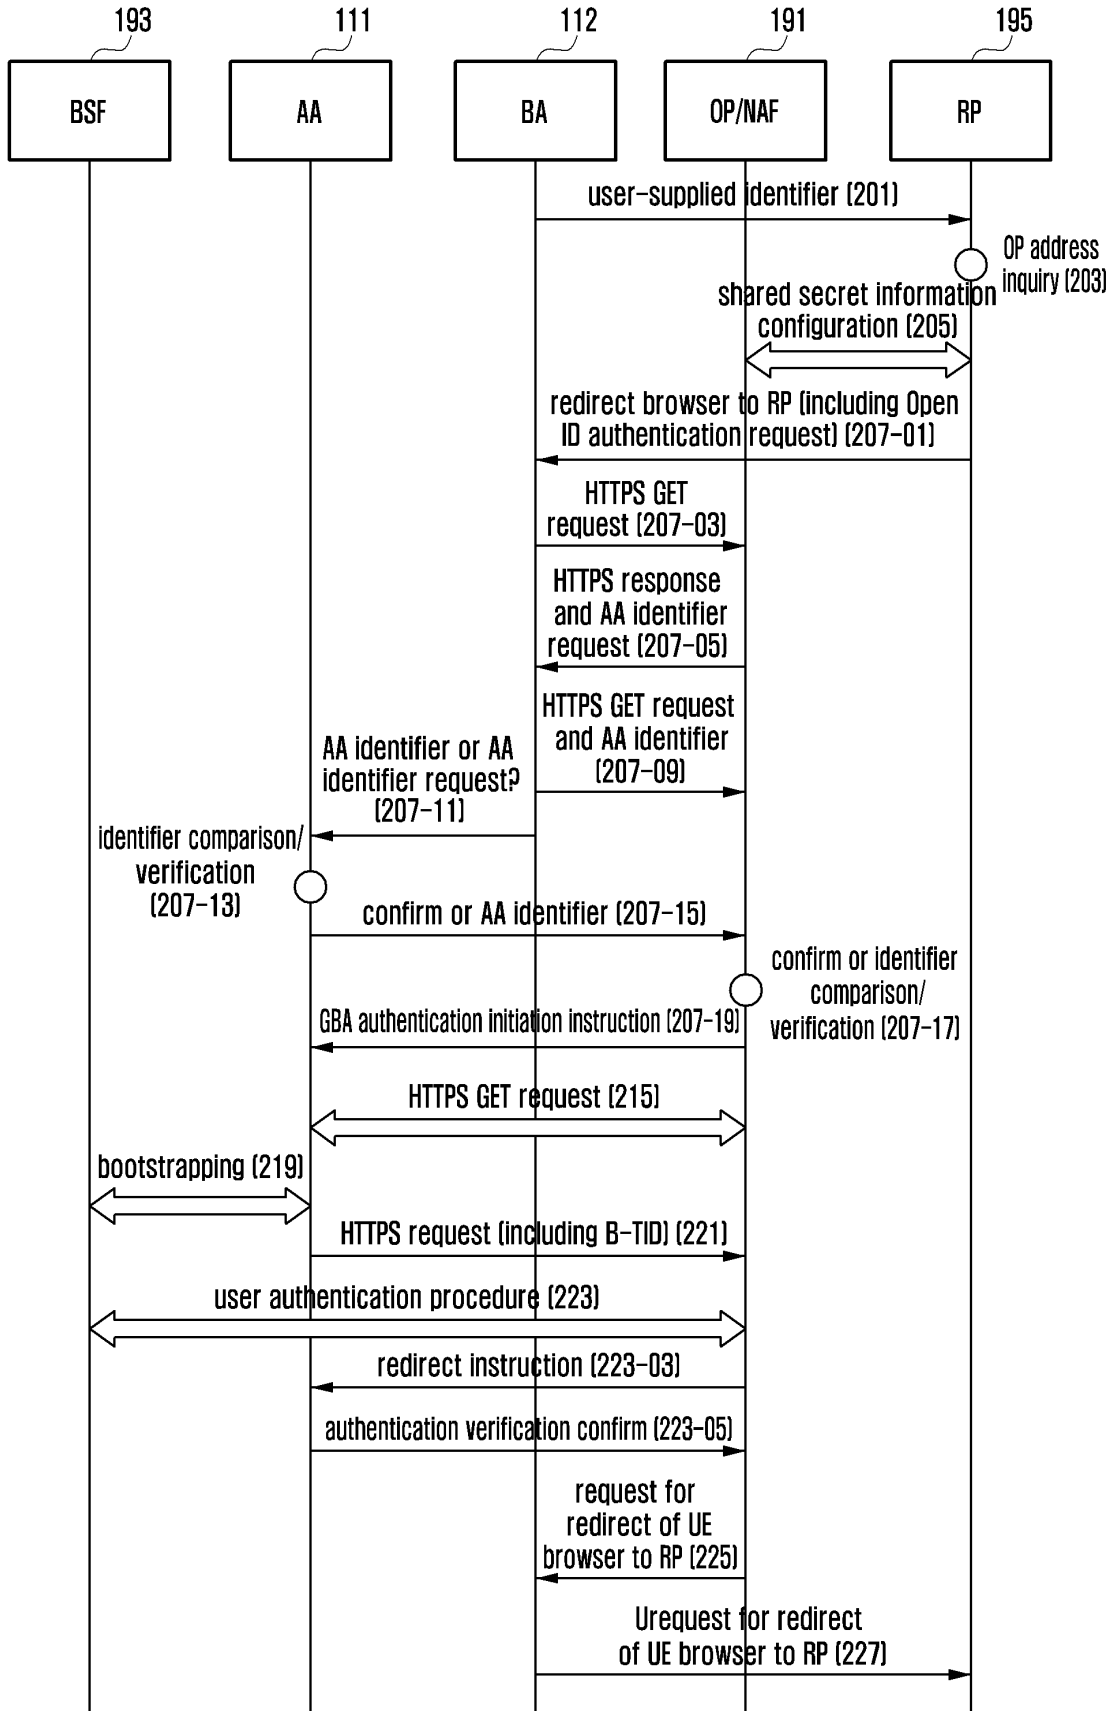 193
111
112
191
195
BSF
AA
BA
OP/NAF
RP
user-supplied identifier (201)
OP address
inquiry (203)
shared secret information
configuration (205)
redirect browser to RP (including Open
ID authentication request) (207-01)
HTTPS GET
request (207-03)
HTTPS response
and AA identifier
request (207-05)
HTTPS GET request
and AA identifier
(207-09)
AA identifier or AA
identifier request?
(207-11)
identifier comparison/
verification
(207-13)
confirm or AA identifier (207-15)
confirm or identifier
comparison/
verification (207-17)
GBA authentication initiation instruction (207-19)
HTTPS GET request (215)
bootstrapping (219)
HTTPS request (including B-TID) (221)
user authentication procedure (223)
redirect instruction (223-03)
authentication verification confirm (223-05)
request for
redirect of UE
browser to RP (225)
Urequest for redirect
of UE browser to RP (227)